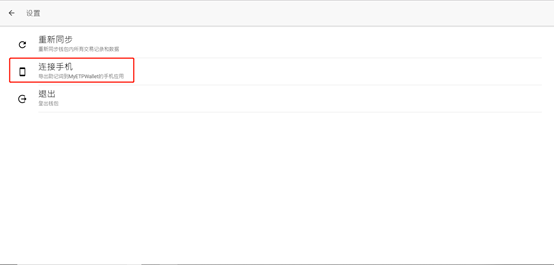 设置
重新同步
重新同步钱包内所有交易记录和数据
连接手机
导出助记词到MyETPWallet的手机应用
退出
登出钱包